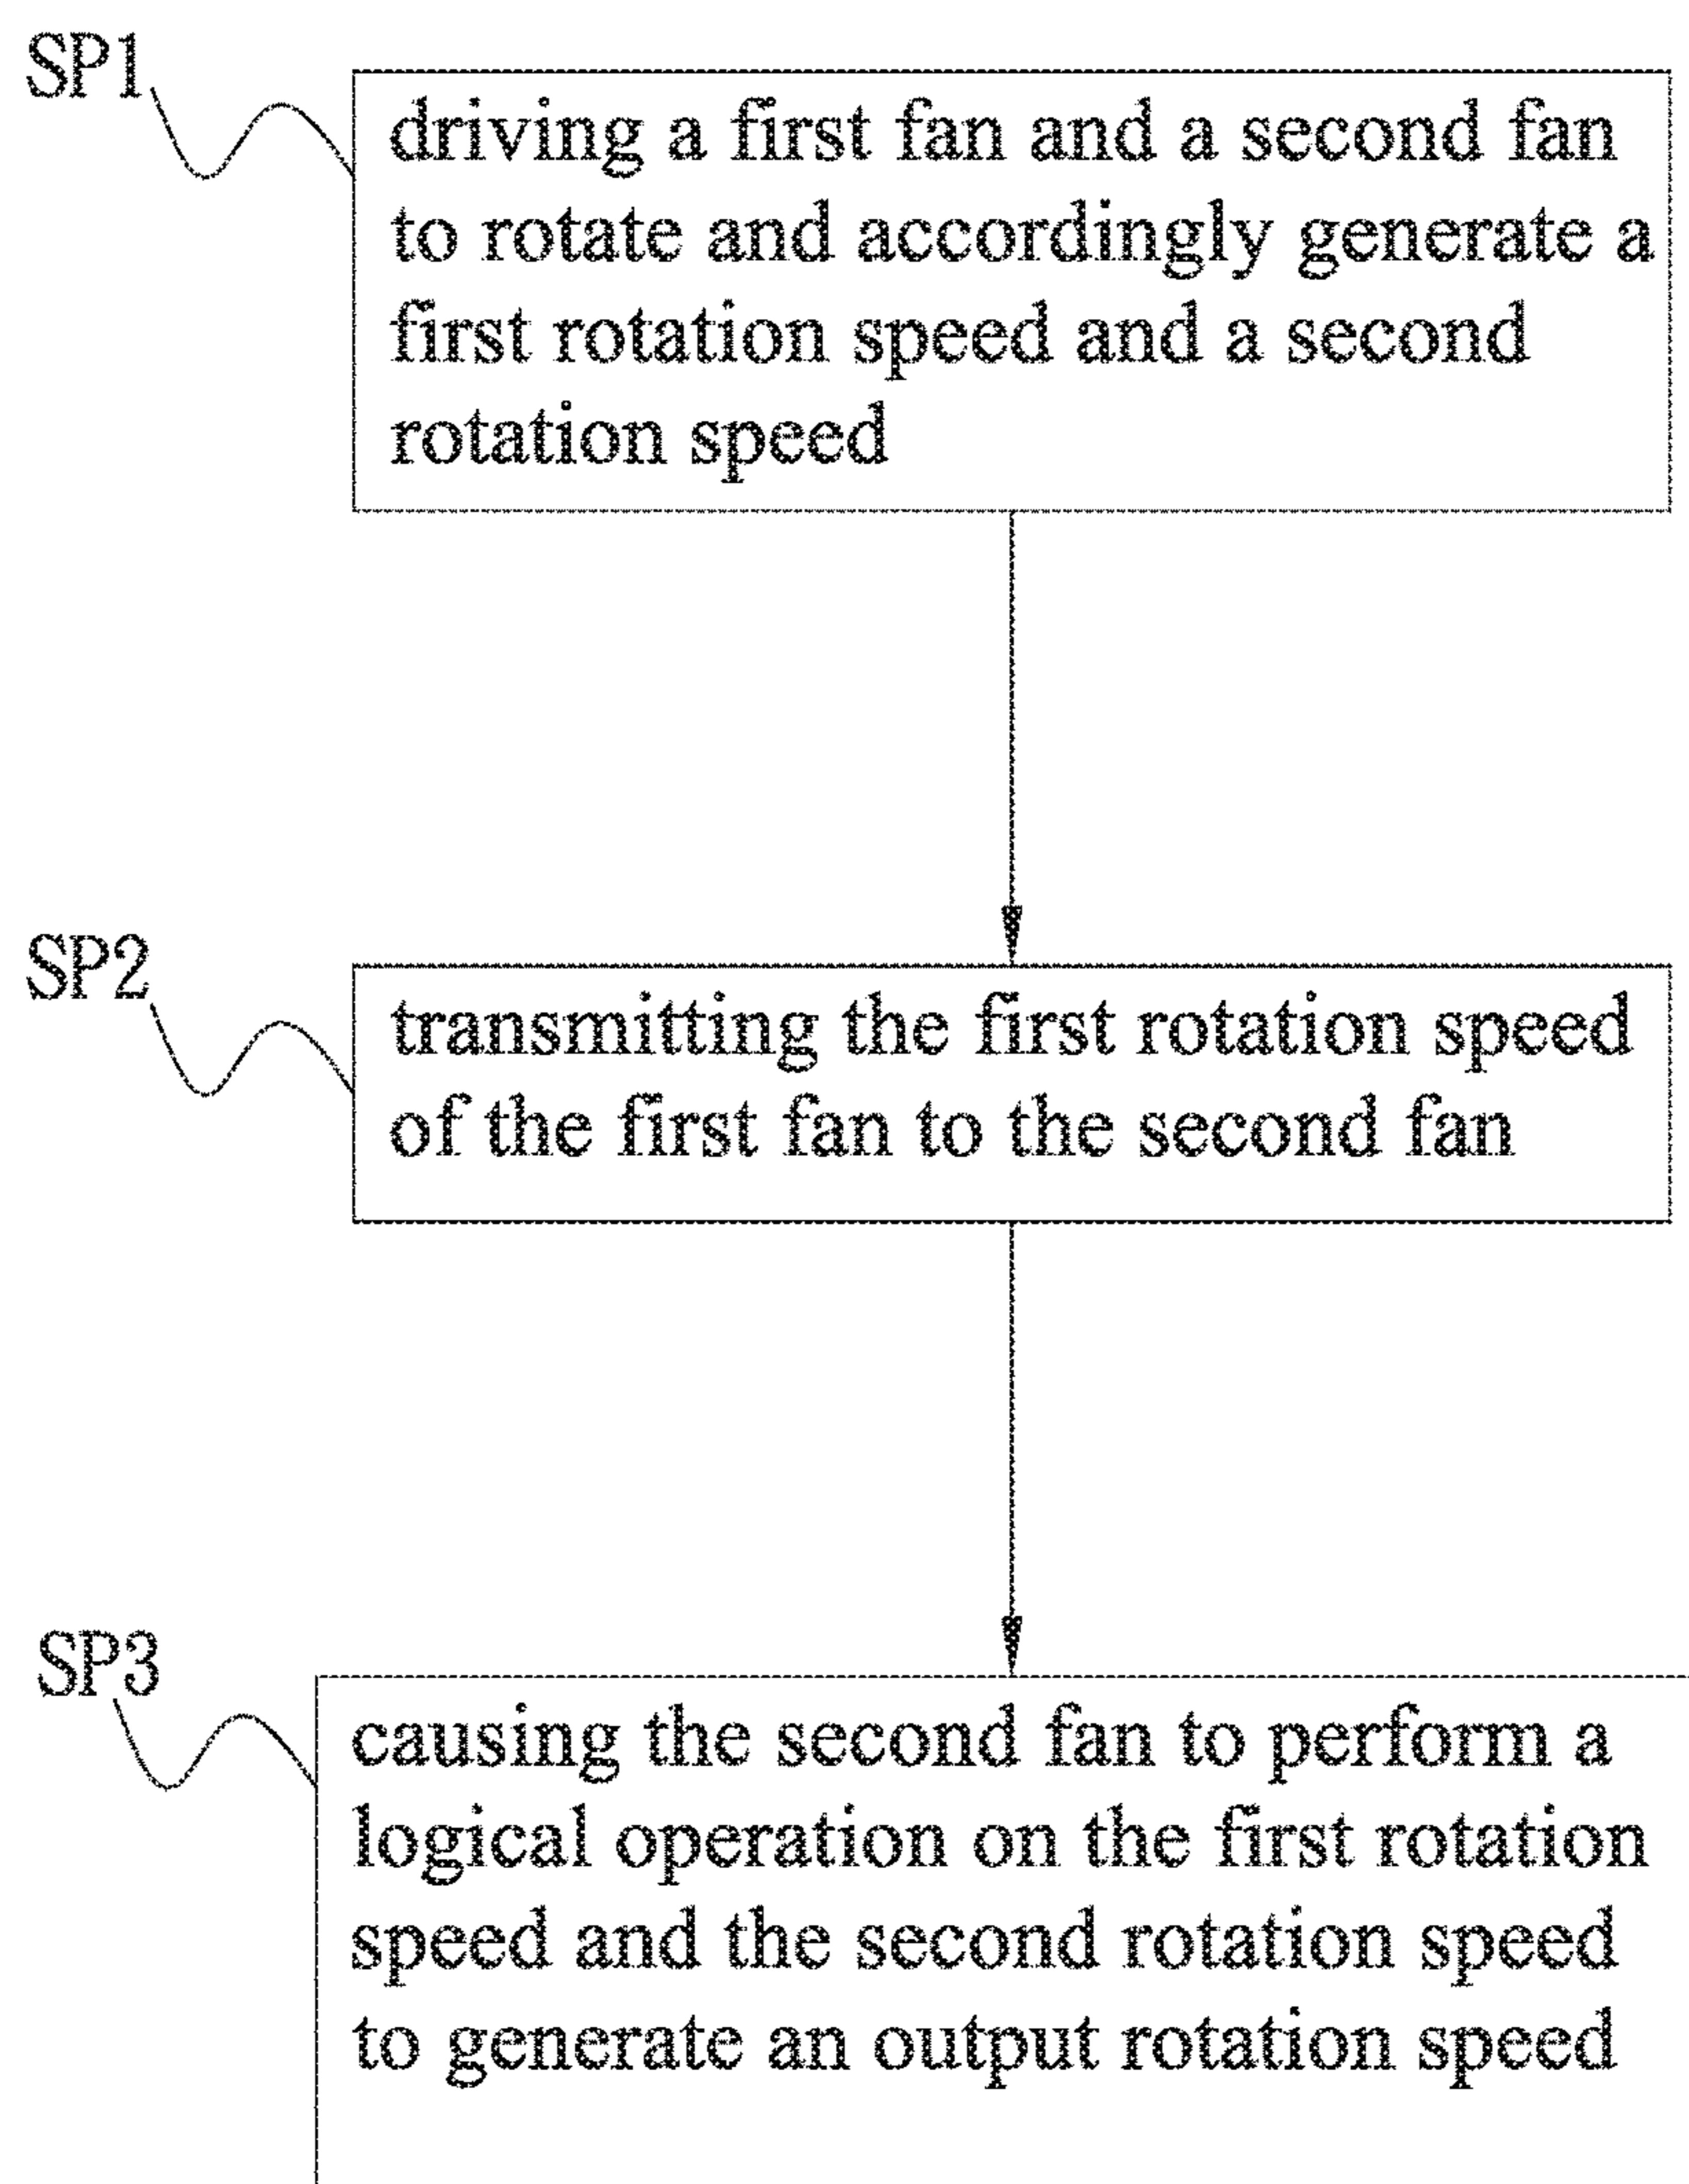 SP1
driving a first fan and a second fan
to rotate and accordingly generate a
first rotation speed and a second
rotation speed
SP2
transmitting the first rotation speed
of the first fan to the second fan
SP3
causing the second fan to perform a
logical operation on the first rotation
speed and the second rotation speed
to generate an output rotation speed